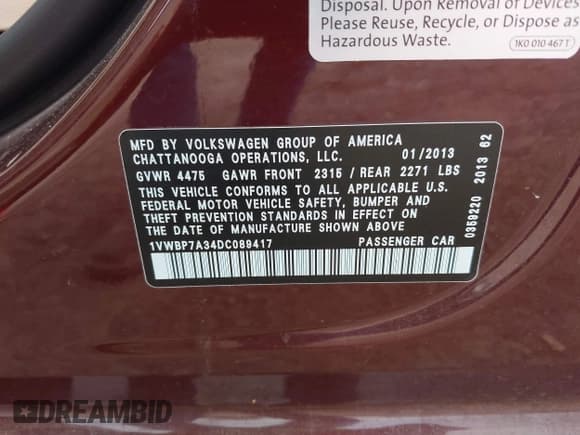 Disposal. Upon Removal of Devices
Please Reuse, Recycle, or Dispose as
Hazardous Waste.
1K0 010 467 T
MFD BY VOLKSWAGEN GROUP OF AMERICA
CHATTANOOGA OPERATIONS, LLC. 01/2013
GVWR 4475 GAWR FRONT 2315 / REAR 2271 LBS
THIS VEHICLE CONFORMS TO ALL APPLICABLE U.S.
FEDERAL MOTOR VEHICLE SAFETY, BUMPER AND
THEFT PREVENTION STANDARDS IN EFFECT ON
THE DATE OF MANUFACTURE SHOWN ABOVE
1VWBP7A34DC089417 PASSENGER CAR
0359220 2013 62
DREAMBID